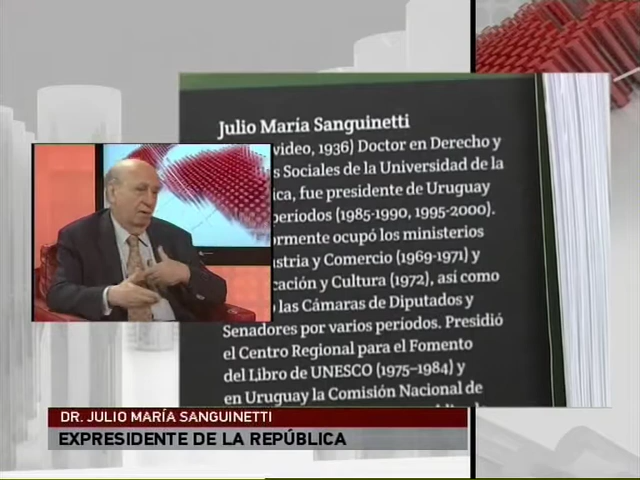 Julio María Sanguinetti
video, 1936) Doctor en Derecho y
s Sociales de la Universidad de la
ica, fue presidente de Uruguay
eríodos (1985-1990, 1995-2000).
ormente ocupó los ministerios
ustria y Comercio (1969-1971) y
cación y Cultura (1972), así como
las Cámaras de Diputados y
Senadores por varios períodos. Presidió
el Centro Regional para el Fomento
del Libro de UNESCO (1975–1984) y
en Uruguay la Comisión Nacional de
DR. JULIO MARÍA SANGUINETTI
EXPRESIDENTE DE LA REPÚBLICA